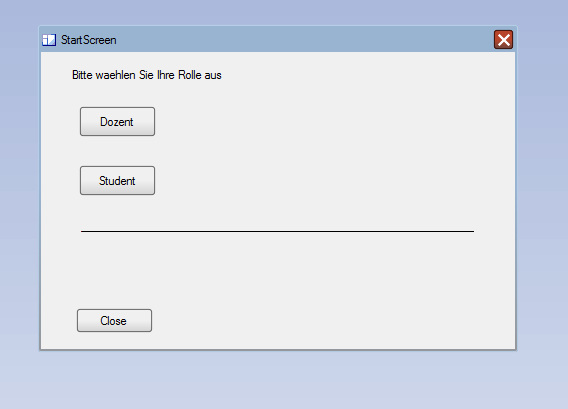 StartScreen
Bitte waehlen Sie Ihre Rolle aus
Dozent
Student
Close